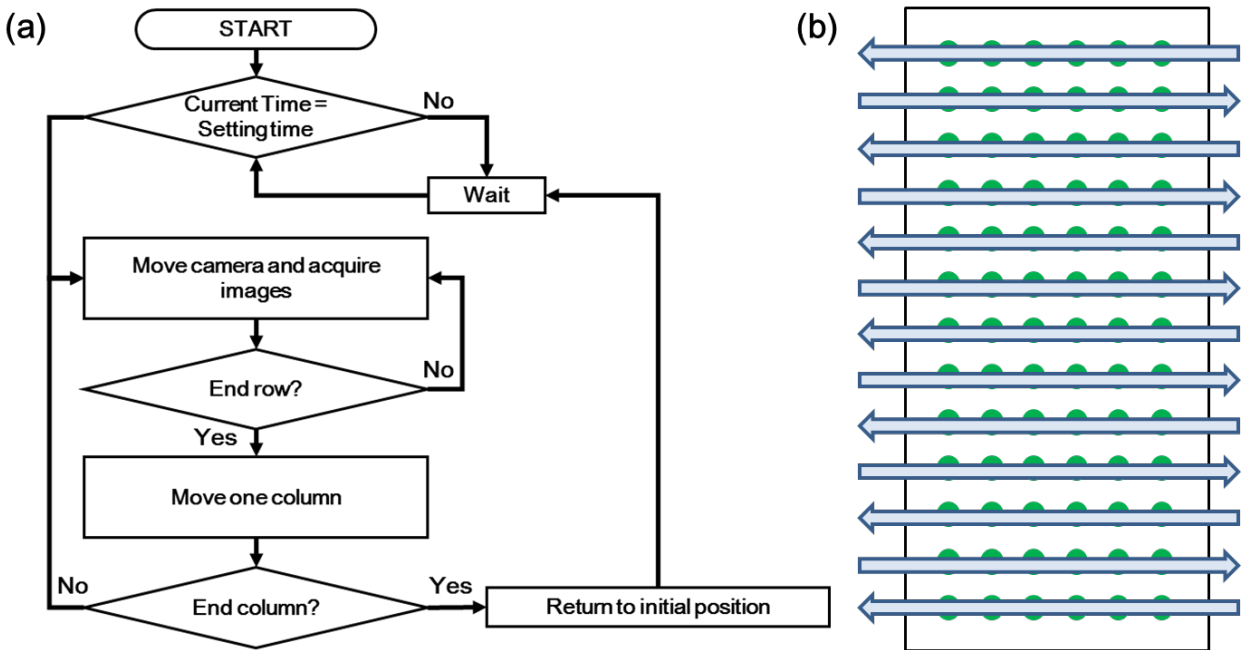 (a)
START
Current Time =
Setting time
No
Wait
Move camera and acquire
images
End row?
No
Yes
Move one column
End column?
No
Yes
Return to initial position
(b)